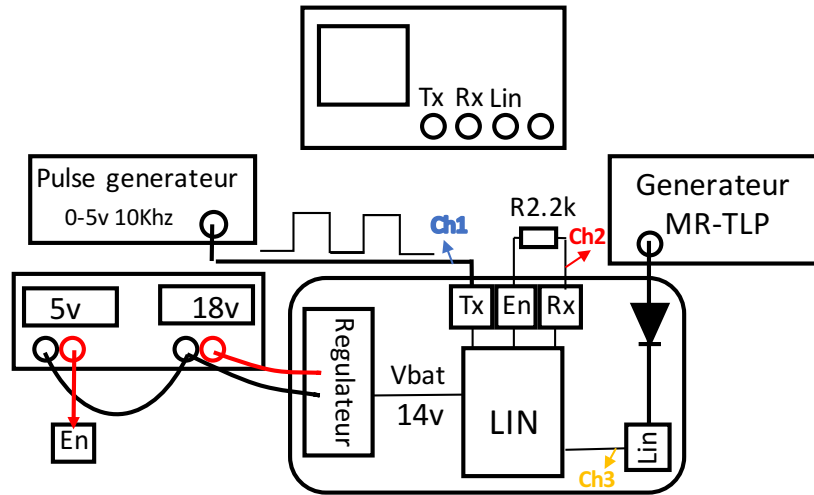 Tx Rx Lin
Pulse generateur
0-5v 10Khz
Ch1
R2.2k
Ch2
Generateur
MR-TLP
5v
18v
En
Regulateur
Vbat
14v
Tx
En
Rx
LIN
Lin
Ch3